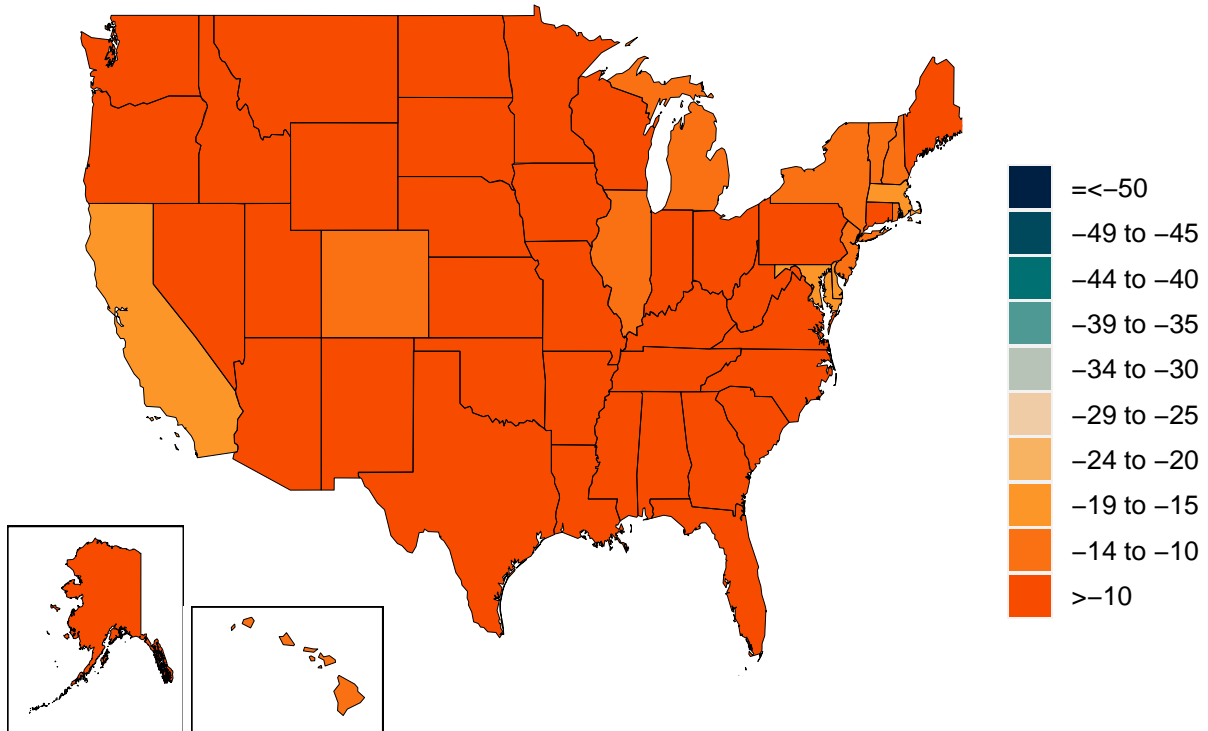 =<−50
−49 to −45
−44 to −40
−39 to −35
−34 to −30
−29 to −25
−24 to −20
−19 to −15
−14 to −10
>−10